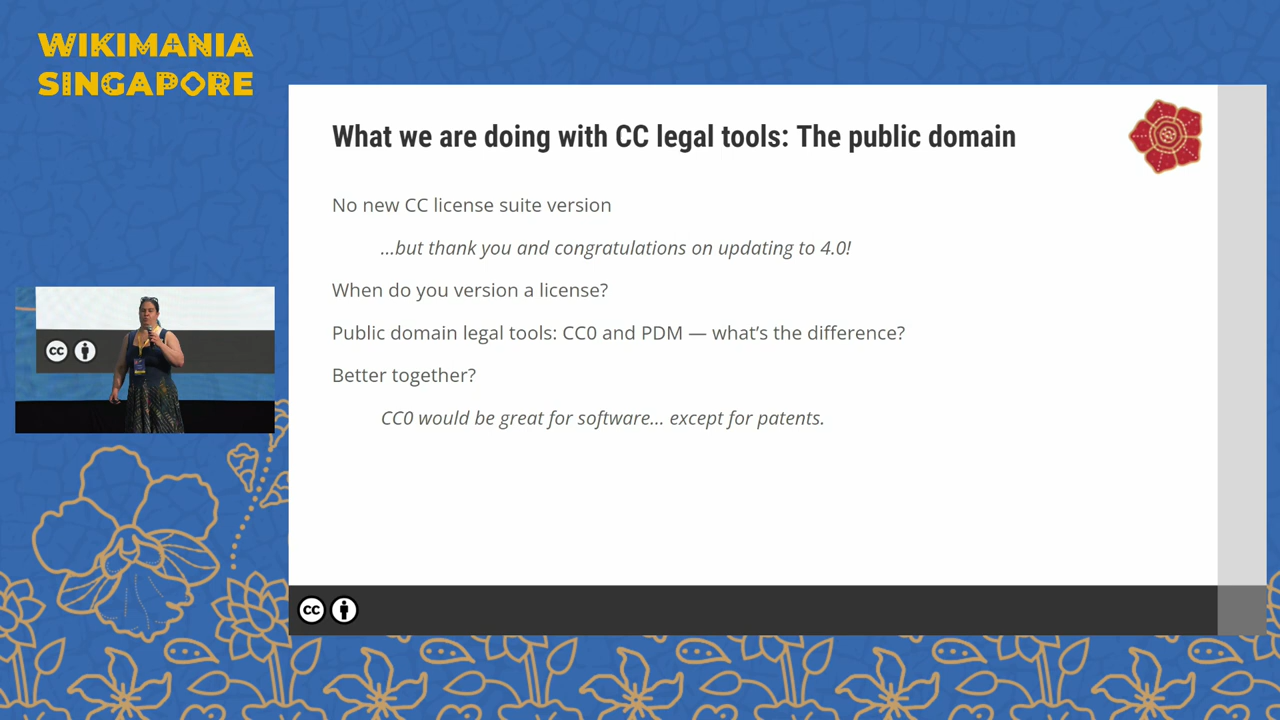 WIKIMANIA
SINGAPORE
What we are doing with CC legal tools: The public domain
No new CC license suite version
...but thank you and congratulations on updating to 4.0!
When do you version a license?
Public domain legal tools: CC0 and PDM — what's the difference?
Better together?
CC0 would be great for software... except for patents.
cc
cc